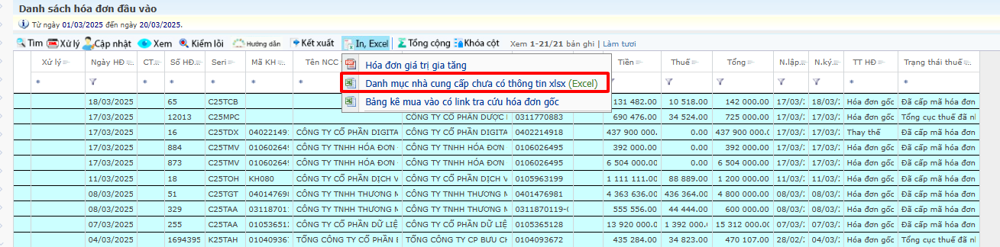 Danh sách hóa đơn đầu vào
Từ ngày 01/03/2025 đến ngày 20/03/2025.
Tìm Xử lý Cập nhật Xem Kiểm lỗi Hướng dẫn Kết xuất In, Excel Tổng cộng Khóa cột Xem 1-21/21 bản ghi | Làm tươi
Xử lý Ngày HĐ CT... Số HĐ... Seri Mã KH Tên NCC Tiền Thuế Tổng N.lập... N.ký... TT HĐ Trạng thái thuế
Hóa đơn giá trị gia tăng
Danh mục nhà cung cấp chưa có thông tin xlsx (Excel)
Bảng kê mua vào có link tra cứu hóa đơn gốc
18/03/2025 65 C25TCB 131 482.00 10 518.00 142 000.00 17/03/ 18/03/ Hóa đơn gốc Đã cấp mã hóa đơn
17/03/2025 12013 C25MPC CÔNG TY CỔ PHẦN DƯỢC 0311770883 690 476.00 34 524.00 725 000.00 17/03/ 17/03/ Hóa đơn gốc Tổng cục thuế đã
17/03/2025 16 C25TDX 04022149 CÔNG TY CỔ PHẦN DIGITA CÔNG TY CỔ PHẦN DIGITA 0402214918 437 900 000. 0.00 437 900 000. 17/03/ 17/03/ Thay thế Đã cấp mã hóa đơn
17/03/2025 884 C25TMV 01060264 CÔNG TY TNHH HÓA ĐƠN CÔNG TY TNHH HÓA ĐƠN 0106026495 392 000.00 0.00 392 000.00 17/03/ 17/03/ Hóa đơn gốc Đã cấp mã hóa đơn
17/03/2025 873 C25TMV 01060264 CÔNG TY TNHH HÓA ĐƠN CÔNG TY TNHH HÓA ĐƠN 0106026495 6 504 000.00 0.00 6 504 000.00 17/03/ 17/03/ Hóa đơn gốc Đã cấp mã hóa đơn
11/03/2025 18 C25TOH KH080 CÔNG TY CỔ PHẦN DỊCH V CÔNG TY CỔ PHẦN DỊCH V 0105963199 1 111 111.00 88 889.00 1 200 000.00 11/03/ 11/03/ Hóa đơn gốc Đã cấp mã hóa đơn
08/03/2025 51 C25TGT 04014769 CÔNG TY TNHH THƯƠNG M CÔNG TY TNHH THƯƠNG M 0401476981 4 363 636.00 436 364.00 4 800 000.00 08/03/ 08/03/ Hóa đơn gốc Đã cấp mã hóa đơn
08/03/2025 329 C25TAA 03118701 CÔNG TY TNHH THƯƠNG M CÔNG TY TNHH THƯƠNG M 0311870119- 555 556.00 44 444.00 600 000.00 08/03/ 08/03/ Hóa đơn gốc Đã cấp mã hóa đơn
07/03/2025 255 C25TAA 01053651 CÔNG TY CỔ PHẦN DỮ LIỆ CÔNG TY CỔ PHẦN DỮ LIỆ 0105365128 13 920 000.00 1 392 000.00 15 312 000.00 07/03/ 07/03/ Hóa đơn gốc Đã cấp mã hóa đơn
04/03/2025 1694395 K25TAH 01040936 TỔNG CÔNG TY CỔ PHẦN TỔNG CÔNG TY CP BƯU CH 0104093672 435 284.00 34 823.00 470 107.00 28/02/ 04/03/ Hóa đơn gốc Tổng cục thuế đã